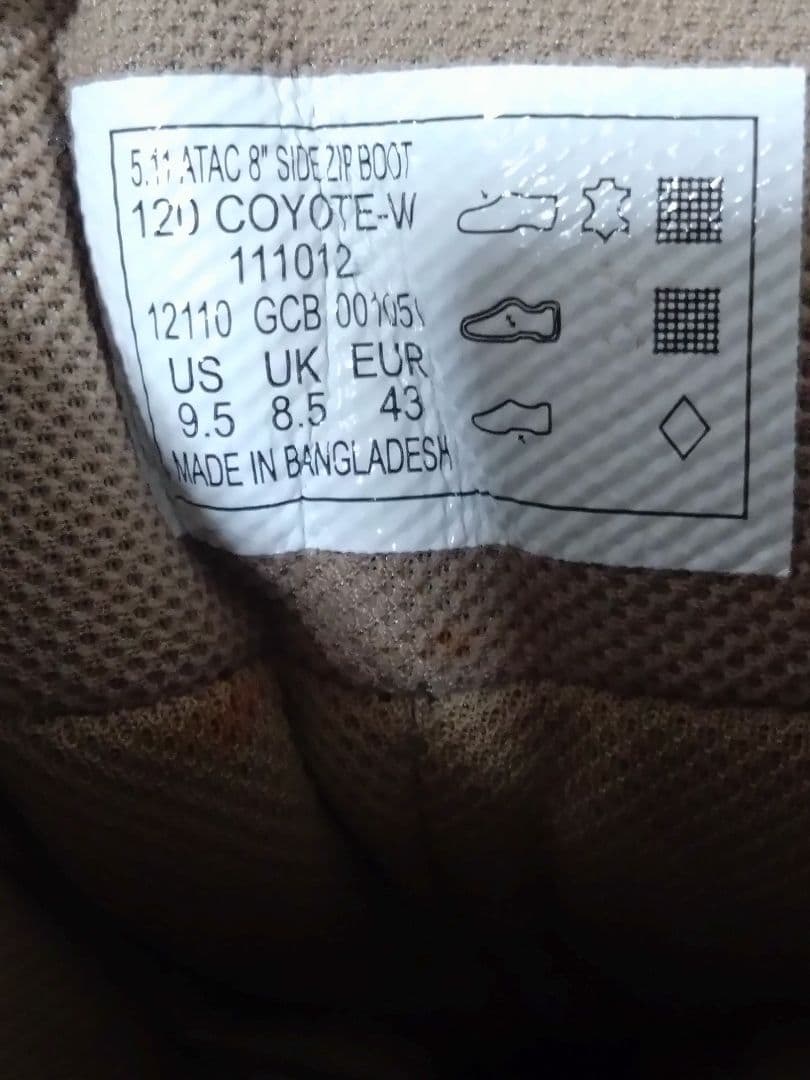 5.11 ATAC 8" SIDE ZIP BOOT
120 COYOTE-W
111012
12110 GCB
US UK EUR
9.5 8.5 43
MADE IN BANGLADESH